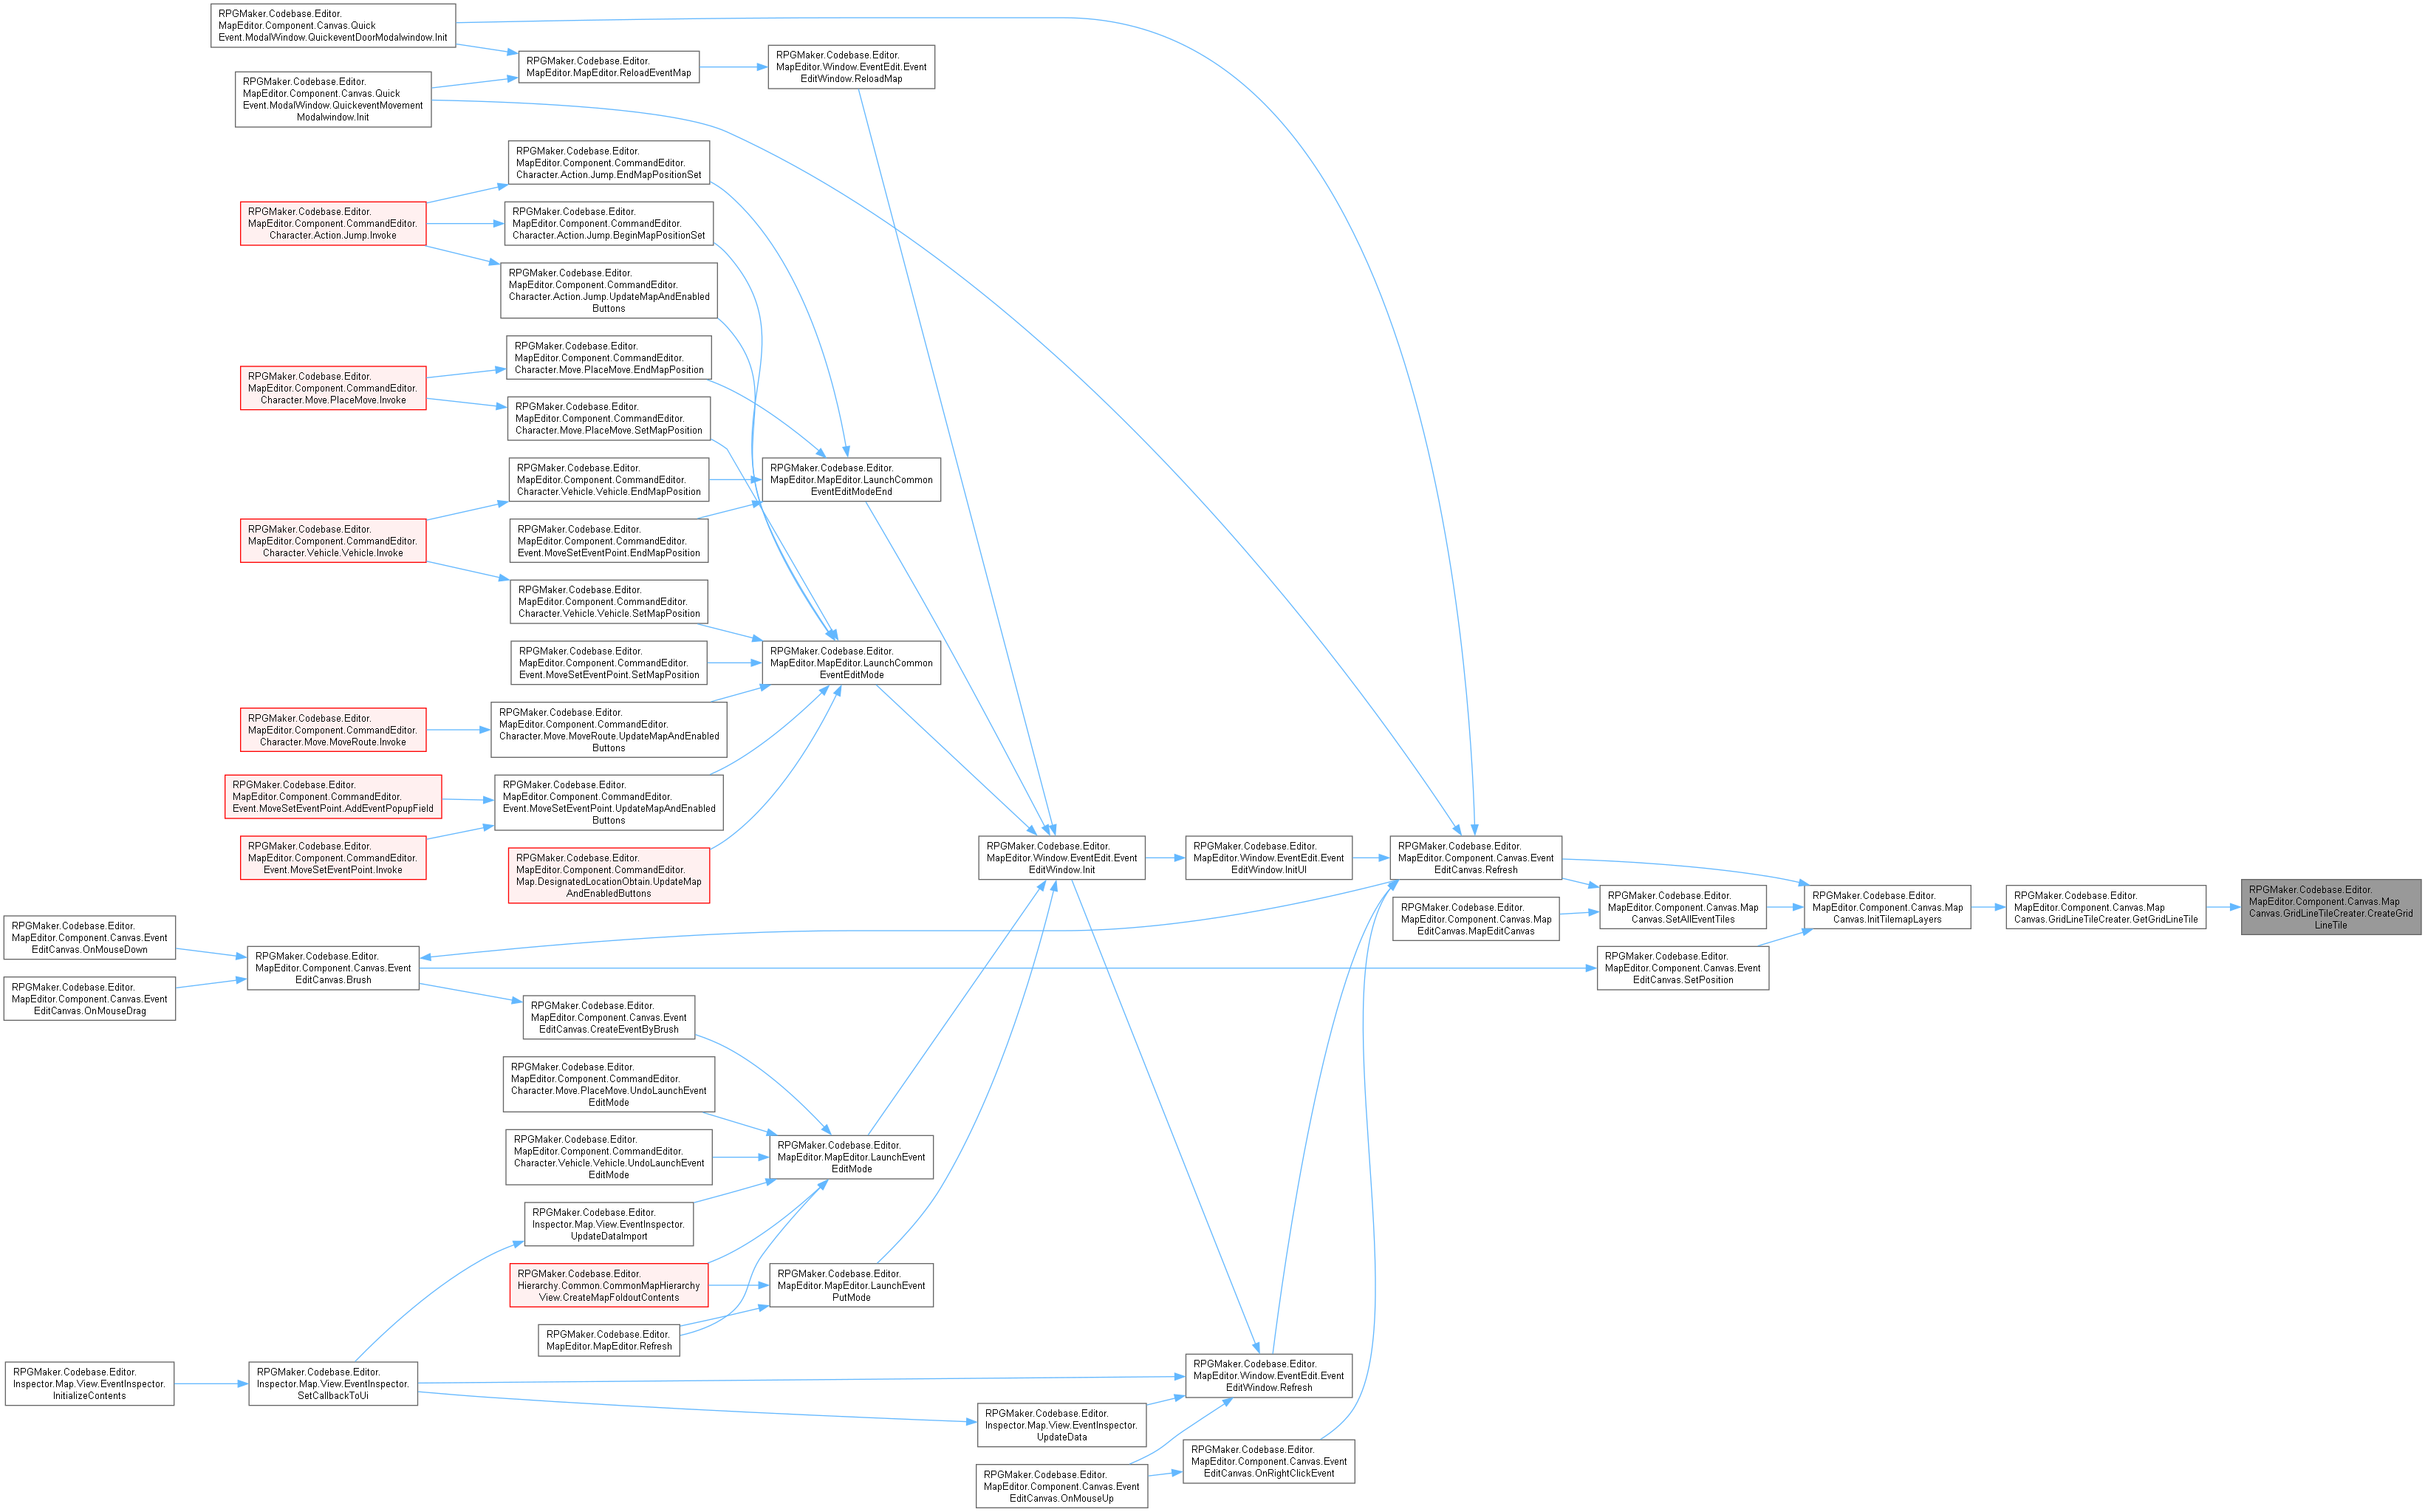 RPGMaker.Codebase.Editor.
MapEditor.Component.Canvas.Quick
Event.ModalWindow.QuickeventDoorModalwindow.Init
RPGMaker.Codebase.Editor.
MapEditor.Component.Canvas.Quick
Event.ModalWindow.QuickeventMovement
Modalwindow.Init
RPGMaker.Codebase.Editor.
MapEditor.MapEditor.ReloadEventMap
RPGMaker.Codebase.Editor.
MapEditor.Window.EventEdit.Event
EditWindow.ReloadMap
RPGMaker.Codebase.Editor.
MapEditor.Component.CommandEditor.
Character.Action.Jump.EndMapPositionSet
RPGMaker.Codebase.Editor.
MapEditor.Component.CommandEditor.
Character.Action.Jump.Invoke
RPGMaker.Codebase.Editor.
MapEditor.Component.CommandEditor.
Character.Action.Jump.BeginMapPositionSet
RPGMaker.Codebase.Editor.
MapEditor.Component.CommandEditor.
Character.Action.Jump.UpdateMapAndEnabled
Buttons
RPGMaker.Codebase.Editor.
MapEditor.Component.CommandEditor.
Character.Move.PlaceMove.EndMapPosition
RPGMaker.Codebase.Editor.
MapEditor.Component.CommandEditor.
Character.Move.PlaceMove.Invoke
RPGMaker.Codebase.Editor.
MapEditor.Component.CommandEditor.
Character.Move.PlaceMove.SetMapPosition
RPGMaker.Codebase.Editor.
MapEditor.Component.CommandEditor.
Character.Vehicle.Vehicle.EndMapPosition
RPGMaker.Codebase.Editor.
MapEditor.MapEditor.LaunchCommon
EventEditModeEnd
RPGMaker.Codebase.Editor.
MapEditor.Component.CommandEditor.
Character.Vehicle.Vehicle.Invoke
RPGMaker.Codebase.Editor.
MapEditor.Component.CommandEditor.
Event.MoveSetEventPoint.EndMapPosition
RPGMaker.Codebase.Editor.
MapEditor.Component.CommandEditor.
Character.Vehicle.Vehicle.SetMapPosition
RPGMaker.Codebase.Editor.
MapEditor.Component.CommandEditor.
Event.MoveSetEventPoint.SetMapPosition
RPGMaker.Codebase.Editor.
MapEditor.MapEditor.LaunchCommon
EventEditMode
RPGMaker.Codebase.Editor.
MapEditor.Component.CommandEditor.
Character.Move.MoveRoute.Invoke
RPGMaker.Codebase.Editor.
MapEditor.Component.CommandEditor.
Character.Move.MoveRoute.UpdateMapAndEnabled
Buttons
RPGMaker.Codebase.Editor.
MapEditor.Component.CommandEditor.
Event.MoveSetEventPoint.AddEventPopupField
RPGMaker.Codebase.Editor.
MapEditor.Component.CommandEditor.
Event.MoveSetEventPoint.UpdateMapAndEnabled
Buttons
RPGMaker.Codebase.Editor.
MapEditor.Component.CommandEditor.
Event.MoveSetEventPoint.Invoke
RPGMaker.Codebase.Editor.
MapEditor.Component.CommandEditor.
Map.DesignatedLocationObtain.UpdateMap
AndEnabledButtons
RPGMaker.Codebase.Editor.
MapEditor.Window.EventEdit.Event
EditWindow.Init
RPGMaker.Codebase.Editor.
MapEditor.Window.EventEdit.Event
EditWindow.InitUI
RPGMaker.Codebase.Editor.
MapEditor.Component.Canvas.Event
EditCanvas.Refresh
RPGMaker.Codebase.Editor.
MapEditor.Component.Canvas.Map
EditCanvas.MapEditCanvas
RPGMaker.Codebase.Editor.
MapEditor.Component.Canvas.Map
Canvas.SetAllEventTiles
RPGMaker.Codebase.Editor.
MapEditor.Component.Canvas.Map
Canvas.InitTilemapLayers
RPGMaker.Codebase.Editor.
MapEditor.Component.Canvas.Map
Canvas.GridLineTileCreater.GetGridLineTile
RPGMaker.Codebase.Editor.
MapEditor.Component.Canvas.Map
Canvas.GridLineTileCreater.CreateGrid
LineTile
RPGMaker.Codebase.Editor.
MapEditor.Component.Canvas.Event
EditCanvas.SetPosition
RPGMaker.Codebase.Editor.
MapEditor.Component.Canvas.Event
EditCanvas.OnMouseDown
RPGMaker.Codebase.Editor.
MapEditor.Component.Canvas.Event
EditCanvas.Brush
RPGMaker.Codebase.Editor.
MapEditor.Component.Canvas.Event
EditCanvas.OnMouseDrag
RPGMaker.Codebase.Editor.
MapEditor.Component.Canvas.Event
EditCanvas.CreateEventByBrush
RPGMaker.Codebase.Editor.
MapEditor.Component.CommandEditor.
Character.Move.PlaceMove.UndoLaunchEvent
EditMode
RPGMaker.Codebase.Editor.
MapEditor.Component.CommandEditor.
Character.Vehicle.Vehicle.UndoLaunchEvent
EditMode
RPGMaker.Codebase.Editor.
MapEditor.MapEditor.LaunchEvent
EditMode
RPGMaker.Codebase.Editor.
Inspector.Map.View.EventInspector.
UpdateDataImport
RPGMaker.Codebase.Editor.
Hierarchy.Common.CommonMapHierarchy
View.CreateMapFoldoutContents
RPGMaker.Codebase.Editor.
MapEditor.MapEditor.LaunchEvent
PutMode
RPGMaker.Codebase.Editor.
MapEditor.MapEditor.Refresh
RPGMaker.Codebase.Editor.
Inspector.Map.View.EventInspector.
InitializeContents
RPGMaker.Codebase.Editor.
Inspector.Map.View.EventInspector.
SetCallbackToUi
RPGMaker.Codebase.Editor.
MapEditor.Window.EventEdit.Event
EditWindow.Refresh
RPGMaker.Codebase.Editor.
Inspector.Map.View.EventInspector.
UpdateData
RPGMaker.Codebase.Editor.
MapEditor.Component.Canvas.Event
EditCanvas.OnRightClickEvent
RPGMaker.Codebase.Editor.
MapEditor.Component.Canvas.Event
EditCanvas.OnMouseUp